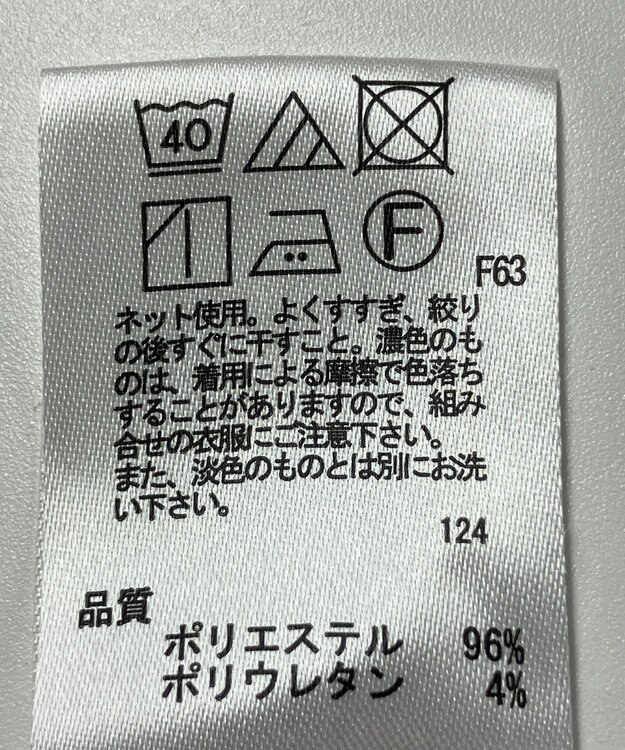 40
F
F63
ネット使用。よくすすぎ、絞り
の後すぐに干すこと。濃色のも
のは、着用による摩擦で色落ち
することがありますので、組み
合せの衣服にご注意下さい。
また、淡色のものとは別にお洗
い下さい。
124
品質
ポリエステル 96%
ポリウレタン 4%